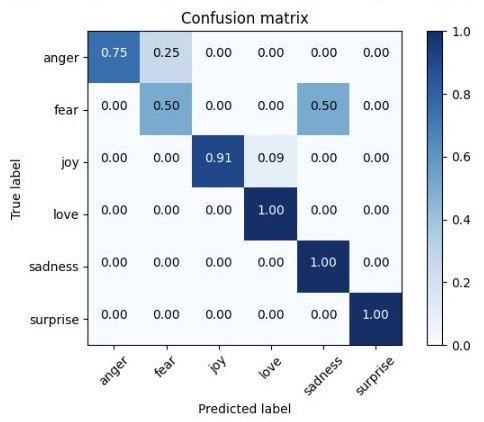 Confusion matrix
True label
anger 0.75 0.25 0.00 0.00 0.00 0.00
fear 0.00 0.50 0.00 0.00 0.50 0.00
joy 0.00 0.00 0.91 0.09 0.00 0.00
love 0.00 0.00 0.00 1.00 0.00 0.00
sadness 0.00 0.00 0.00 0.00 1.00 0.00
surprise 0.00 0.00 0.00 0.00 0.00 1.00
anger fear joy love sadness surprise
Predicted label
1.0
0.8
0.6
0.4
0.2
0.0